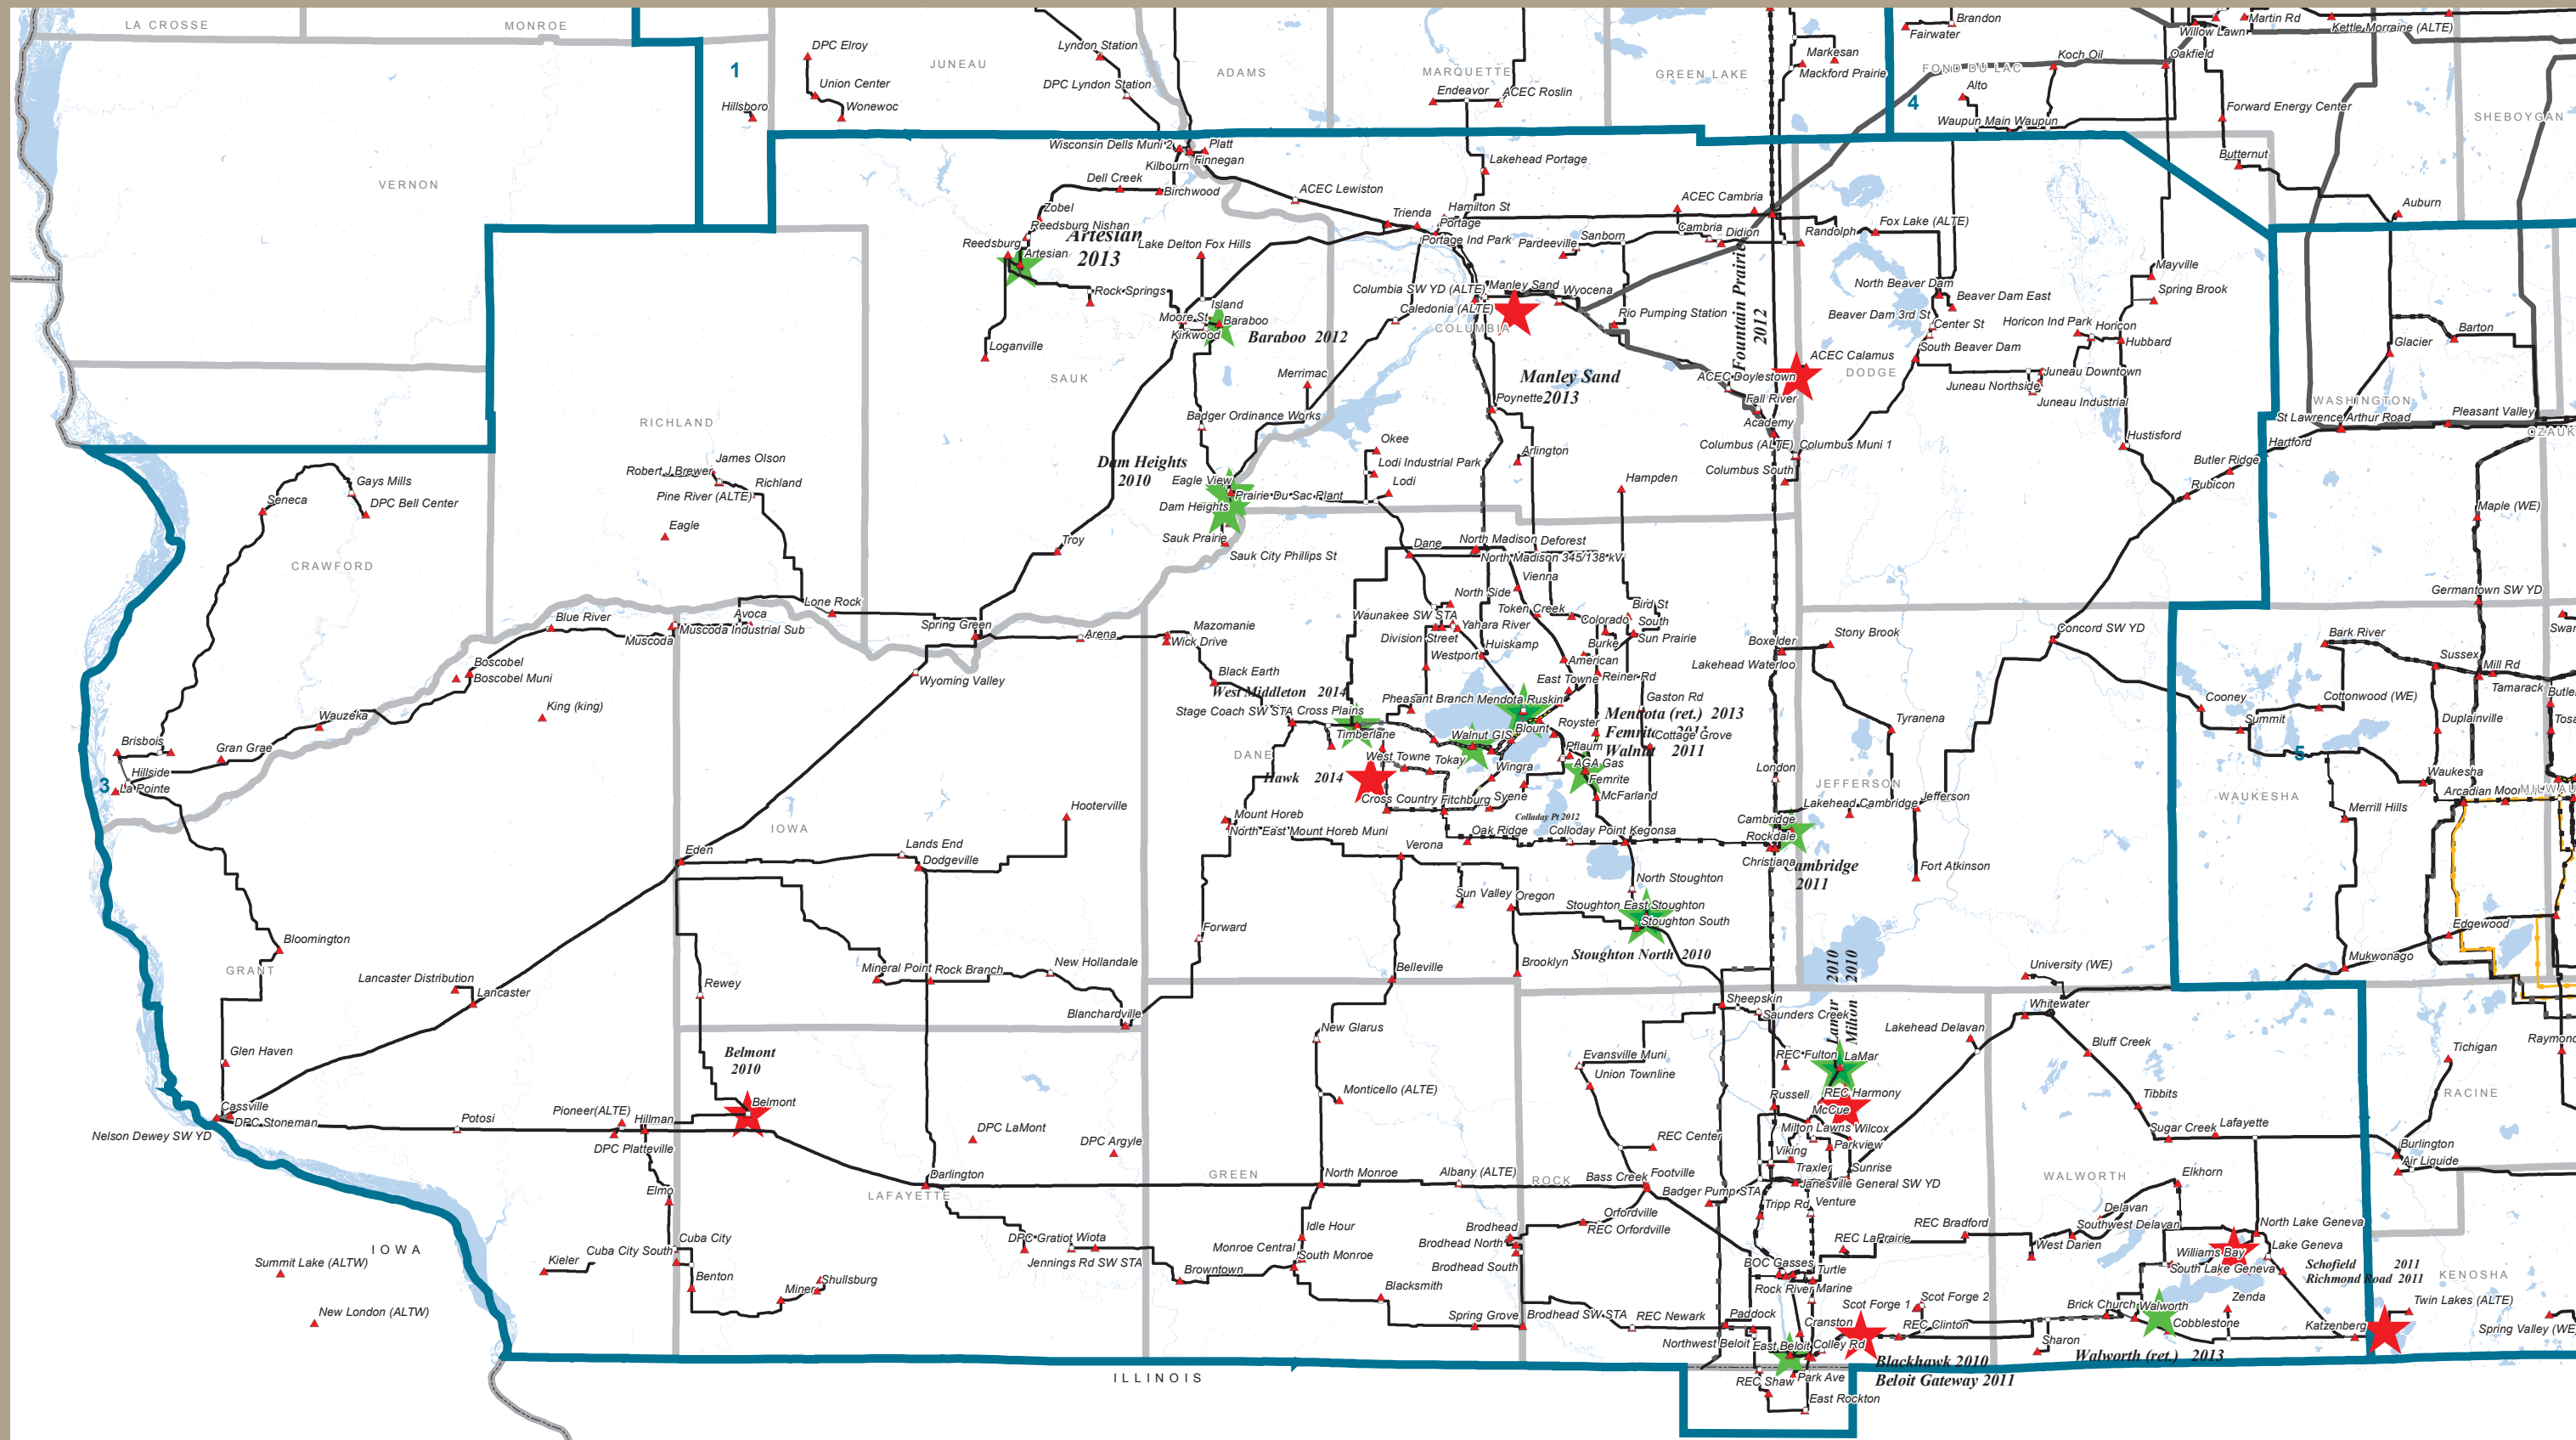 LA CROSSE
MONROE
1
DPC Elroy
Union Center
Wonewoc
Hillsboro
JUNEAU
Lyndon Station
DPC Lyndon Station
ADAMS
MARQUETTE
Endeavor
ACEC Roslin
GREEN LAKE
Markesan
Mackford Prairie
Brandon
Fairwater
FOND DU LAC
4
Alto
Waupun Main Waupun
Koch Oil
Oakfield
Willow Lawn
Martin Rd
Kettle Morraine (ALTE)
Forward Energy Center
SHEBOYGAN
Butternut
Auburn
VERNON
Wisconsin Dells Muni 2
Platt
Kilbourn
Finnegan
Dell Creek
Birchwood
ACEC Lewiston
Lakehead Portage
Zobel
Reedsburg Nishan
Reedsburg
Artesian
2013
Artesian
Lake Delton Fox Hills
Rock Springs
Loganville
Island
Moore St
Baraboo
Kirkwood
Baraboo 2012
Trienda
Hamilton St
Portage
Portage Ind Park
Pardeeville
Sanborn
ACEC Cambria
Cambria
Didion
Randolph
Fox Lake (ALTE)
Columbia SW YD (ALTE)
Manley Sand
Wyocena
Caledonia (ALTE)
COLUMBIA
Rio Pumping Station
Fountain Prairie
2012
North Beaver Dam
Beaver Dam East
Beaver Dam 3rd St
Center St
South Beaver Dam
Horicon Ind Park
Horicon
Hubbard
Mayville
Spring Brook
Juneau Downtown
Juneau Northside
Juneau Industrial
Barton
Glacier
SAUK
Merrimac
Badger Ordinance Works
Manley Sand
2013
Poynette
ACEC Doylestown
ACEC Calamus
DODGE
Fall River
Academy
Columbus (ALTE)
Columbus Muni 1
Columbus South
Hustisford
WASHINGTON
St Lawrence Arthur Road
Pleasant Valley
Hartford
Butler Ridge
Rubicon
RICHLAND
Robert J Brewer
James Olson
Pine River (ALTE)
Richland
Eagle
Dam Heights
2010
Eagle View
Prairie Du Sac Plant
Dam Heights
Sauk Prairie
Sauk City Phillips St
Okee
Lodi Industrial Park
Lodi
Arlington
Hampden
Maple (WE)
Seneca
Gays Mills
DPC Bell Center
CRAWFORD
Troy
Dane
North Madison
Deforest
North Madison 345/138 kV
Vienna
North Side
Germantown SW YD
Blue River
Muscoda
Muscoda Industrial Sub
Avoca
Lone Rock
Spring Green
Arena
Mazomanie
Wick Drive
Waunakee SW STA
Yahara River
Division Street
Token Creek
Colorado
Bird St
South
Sun Prairie
Huiskamp
Westport
Burke
American
Boxelder
Lakehead Waterloo
Stony Brook
Concord SW YD
Bark River
Sussex
Mill Rd
Tamarack
Boscobel
Boscobel Muni
King (king)
Wauzeka
Wyoming Valley
Black Earth
West Middleton 2014
Stage Coach SW STA
Cross Plains
Timberlane
Pheasant Branch
Mendota
Ruskin
East Towne
Reiner Rd
Gaston Rd
Mendota (ret.) 2013
Royster
Walnut 2011
Cottage Grove
Walnut GIS
Blount
Pflaum
Tyranena
Cooney
Summit
Cottonwood (WE)
Duplainville
Brisbois
Gran Grae
Hillside
3
La Pointe
DANE
West Towne
Tokay
Wingra
AGA Gas
Femrite
Hawk 2014
Cross Country
Fitchburg
Syene
McFarland
London
JEFFERSON
Lakehead Cambridge
Jefferson
5
WAUKESHA
Waukesha
Merrill Hills
Hooterville
IOWA
Mount Horeb
North East Mount Horeb Muni
Colladay Pt 2012
Oak Ridge
Colloday Point
Kegonsa
Cambridge
Rockdale
Christiana
Cambridge
2011
Fort Atkinson
Eden
Lands End
Dodgeville
Verona
North Stoughton
Sun Valley
Oregon
Stoughton East
Stoughton
Stoughton South
Stoughton North 2010
Edgewood
Mukwonago
Bloomington
GRANT
Lancaster Distribution
Lancaster
Forward
Rewey
Mineral Point
Rock Branch
New Hollandale
Belleville
Brooklyn
Lamar 2010
Milton 2010
University (WE)
Whitewater
Blanchardville
New Glarus
Sheepskin
Saunders Creek
Lakehead Delavan
Bluff Creek
Tichigan
Glen Haven
Belmont
2010
Belmont
Monticello (ALTE)
Evansville Muni
Union Townline
REC Fulton
LaMar
REC Harmony
Russell
McCue
Tibbits
RACINE
Cassville
DPC Stoneman
Nelson Dewey SW YD
Potosi
Pioneer(ALTE)
Hillman
DPC Platteville
DPC LaMont
DPC Argyle
Milton Lawns
Wilcox
Parkview
Viking
REC Center
Sugar Creek
Lafayette
Burlington
Air Liquide
Elmo
Darlington
LAFAYETTE
GREEN
North Monroe
Albany (ALTE)
ROCK
Bass Creek
Footville
Traxler
Sunrise
Janesville General SW YD
Badger Pump STA
Tripp Rd
Venture
WALWORTH
Elkhorn
Orfordville
REC Orfordville
Delavan
Southwest Delavan
North Lake Geneva
IOWA
Summit Lake (ALTW)
New London (ALTW)
Kieler
Cuba City South
Cuba City
Benton
Miner
Shullsburg
DPC Gratiot
Wiota
Jennings Rd SW STA
Browntown
Idle Hour
Monroe Central
South Monroe
Blacksmith
Brodhead
Brodhead North
Brodhead South
REC LaPrairie
REC Bradford
West Darien
Williams Bay
Lake Geneva
South Lake Geneva
Schofield 2011
Richmond Road 2011
KENOSHA
BOC Gasses
Turtle
Rock River
Marine
Spring Grove
Brodhead SW STA
REC Newark
Paddock
Northwest Beloit
East Beloit
Colley Rd
Cranston
Scot Forge 1
Scot Forge 2
REC Clinton
Brick Church
Walworth
Cobblestone
Zenda
Katzenberg
Twin Lakes (ALTE)
Sharon
Walworth (ret.) 2013
Blackhawk 2010
Beloit Gateway 2011
ILLINOIS
REC Shaw
Park Ave
East Rockton